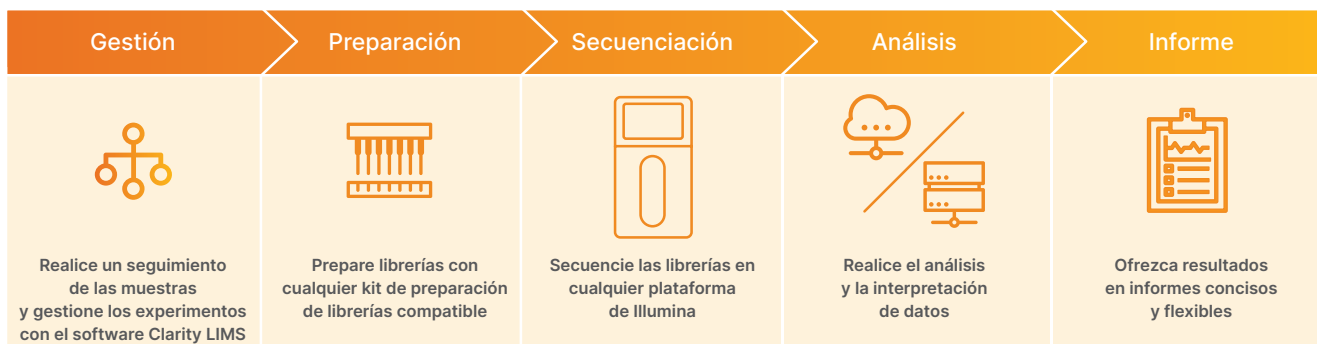 Gestión
Preparación
Secuenciación
Análisis
Informe
Realice un seguimiento
de las muestras
y gestione los experimentos
con el software Clarity LIMS
Prepare librerías con
cualquier kit de preparación
de librerías compatible
Secuencie las librerías en
cualquier plataforma
de Illumina
Realice el análisis
y la interpretación
de datos
Ofrezca resultados
en informes concisos
y flexibles